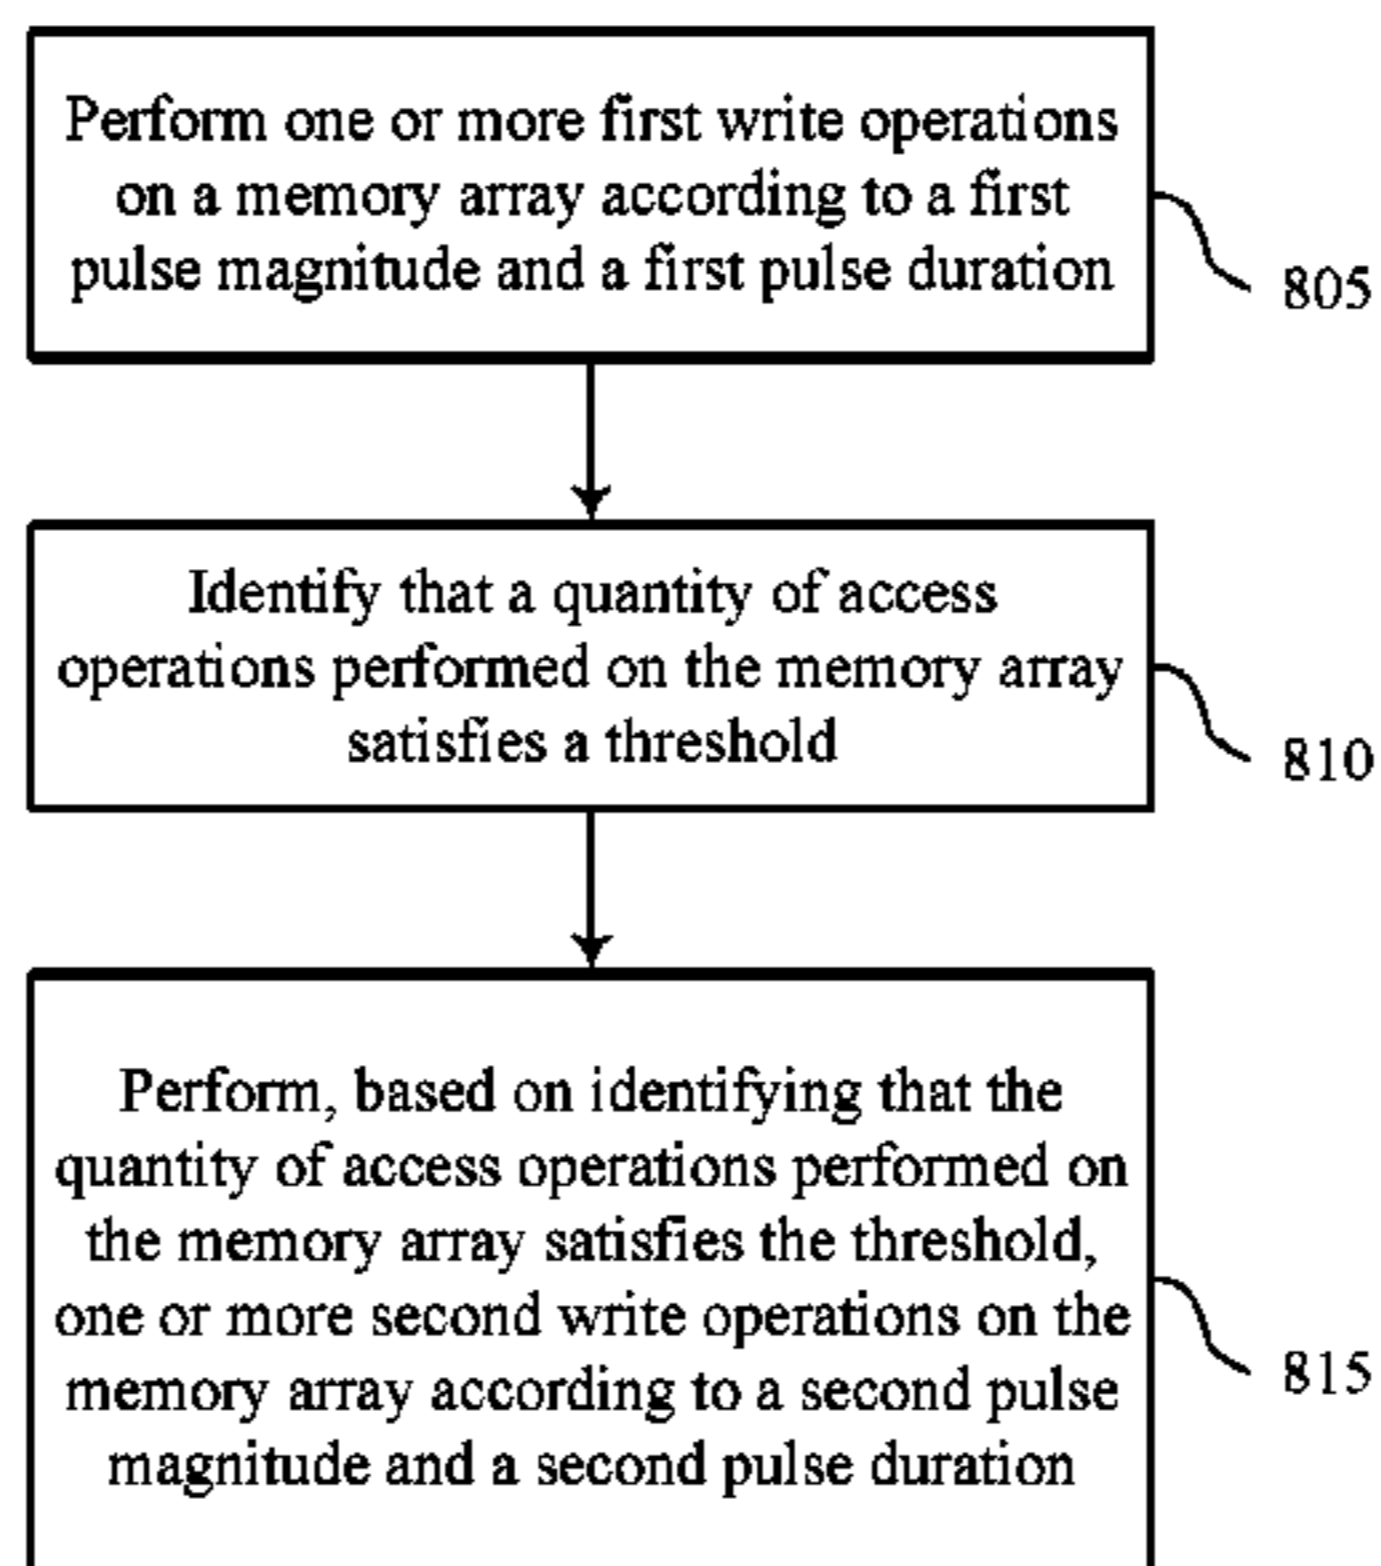 Perform one or more first write operations
on a memory array according to a first
pulse magnitude and a first pulse duration
805
Identify that a quantity of access
operations performed on the memory array
satisfies a threshold
810
Perform, based on identifying that the
quantity of access operations performed on
the memory array satisfies the threshold,
one or more second write operations on the
memory array according to a second pulse
magnitude and a second pulse duration
815